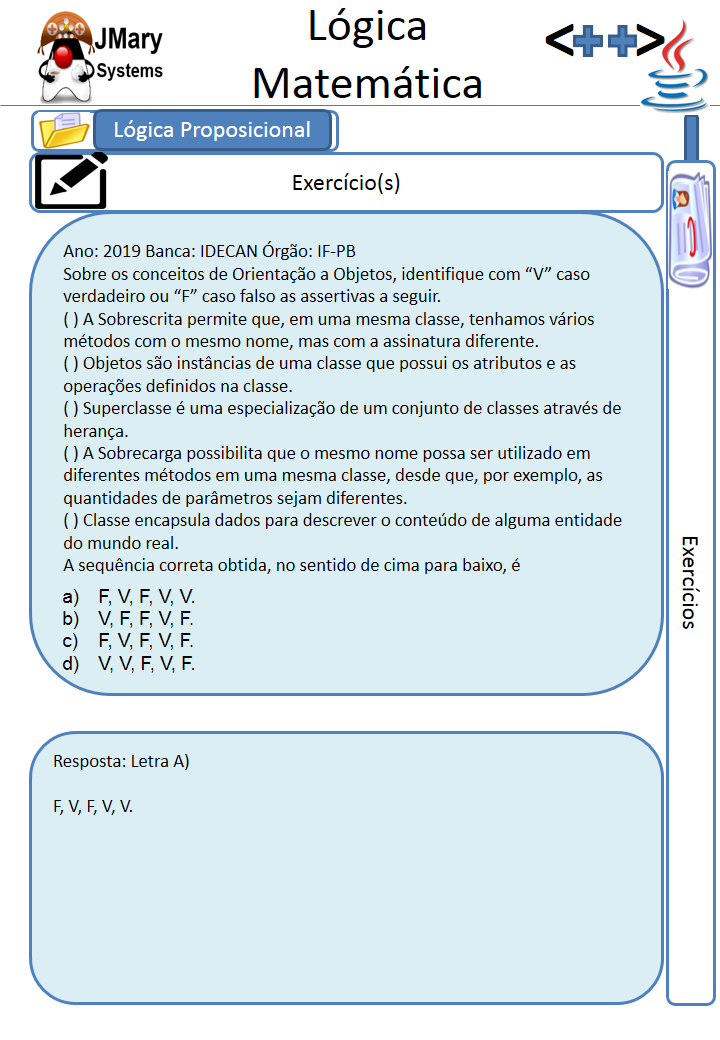 JMary
Systems
Lógica
Matemática
<++>
Lógica Proposicional
Exercício(s)
Ano: 2019 Banca: IDECAN Órgão: IF-PB
Sobre os conceitos de Orientação a Objetos, identifique com “V” caso
verdadeiro ou “F” caso falso as assertivas a seguir.
( ) A Sobrescrita permite que, em uma mesma classe, tenhamos vários
métodos com o mesmo nome, mas com a assinatura diferente.
( ) Objetos são instâncias de uma classe que possui os atributos e as
operações definidos na classe.
( ) Superclasse é uma especialização de um conjunto de classes através de
herança.
( ) A Sobrecarga possibilita que o mesmo nome possa ser utilizado em
diferentes métodos em uma mesma classe, desde que, por exemplo, as
quantidades de parâmetros sejam diferentes.
( ) Classe encapsula dados para descrever o conteúdo de alguma entidade
do mundo real.
A sequência correta obtida, no sentido de cima para baixo, é
a) F, V, F, V, V.
b) V, F, F, V, F.
c) F, V, F, V, F.
d) V, V, F, V, F.
Resposta: Letra A)
F, V, F, V, V.
Exercícios